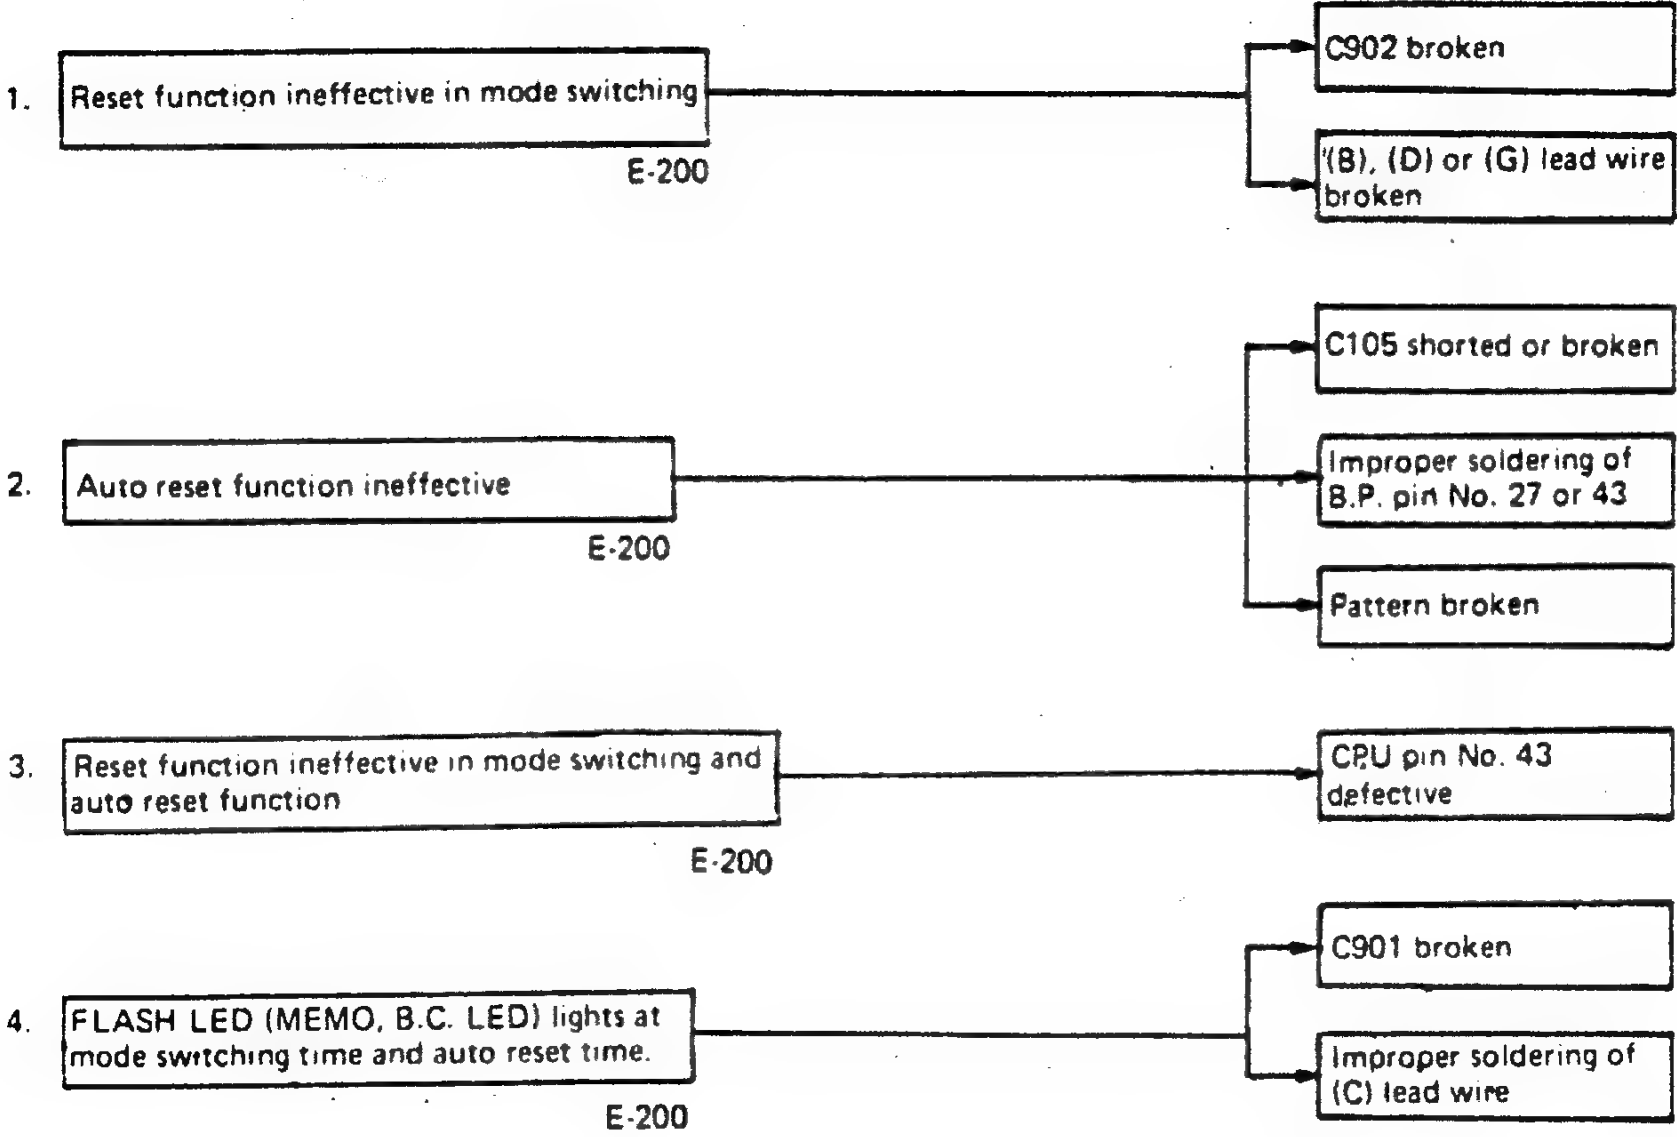 1. Reset function ineffective in mode switching
E-200
C902 broken
(B), (D) or (G) lead wire
broken
2. Auto reset function ineffective
E-200
C105 shorted or broken
Improper soldering of
B.P. pin No. 27 or 43
Pattern broken
3. Reset function ineffective in mode switching and
auto reset function
E-200
CPU pin No. 43
defective
4. FLASH LED (MEMO, B.C. LED) lights at
mode switching time and auto reset time.
E-200
C901 broken
Improper soldering of
(C) lead wire